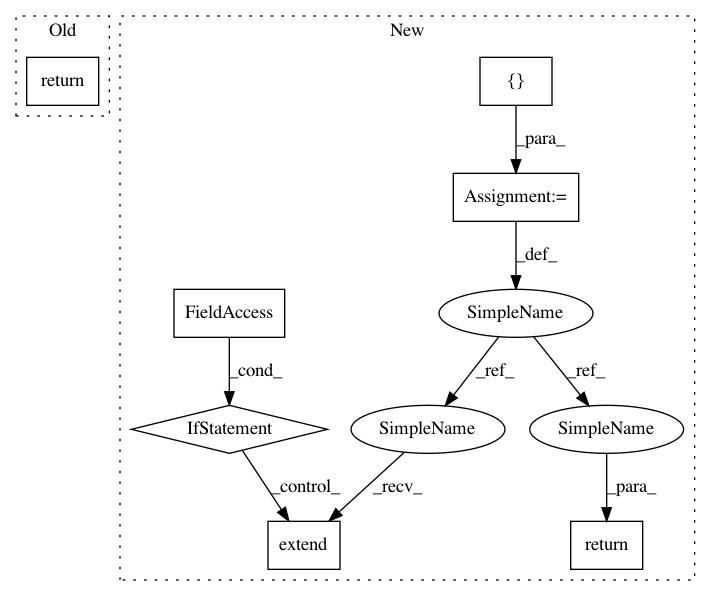 Old
New
return
{}
_para_
Assignment:=
_def_
FieldAccess
SimpleName
_cond_
_ref_
_ref_
IfStatement
SimpleName
SimpleName
_control_
_recv_
_para_
extend
return